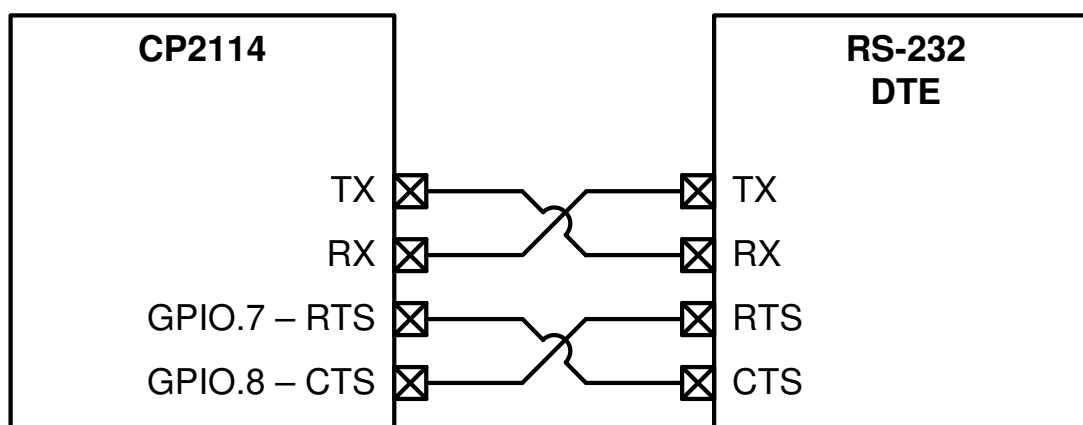 CP2114
RS-232
DTE
TX
TX
RX
RX
GPIO.7 – RTS
RTS
GPIO.8 – CTS
CTS